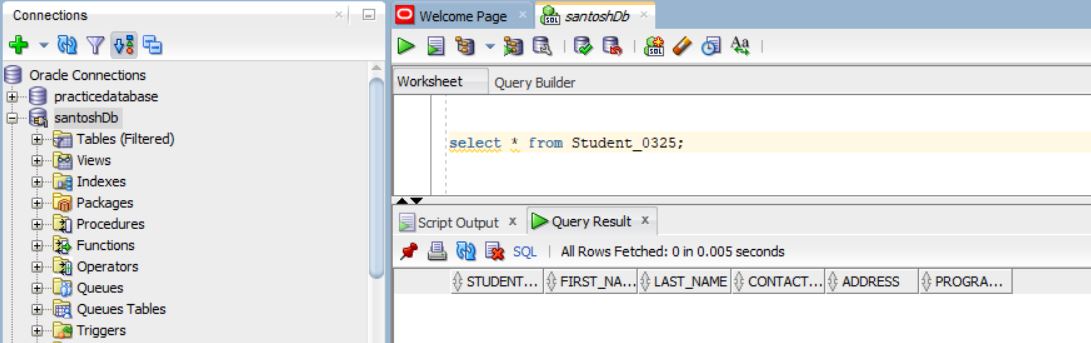 Connections
Oracle Connections
practicedatabase
santoshDb
Tables (Filtered)
Views
Indexes
Packages
Procedures
Functions
Operators
Queues
Queues Tables
Triggers
Welcome Page
santoshDb
Worksheet
Query Builder
select * from Student_0325;
Script Output x
Query Result x
SQL | All Rows Fetched: 0 in 0.005 seconds
STUDENT... FIRST_NA... LAST_NAME CONTACT... ADDRESS PROGRA...